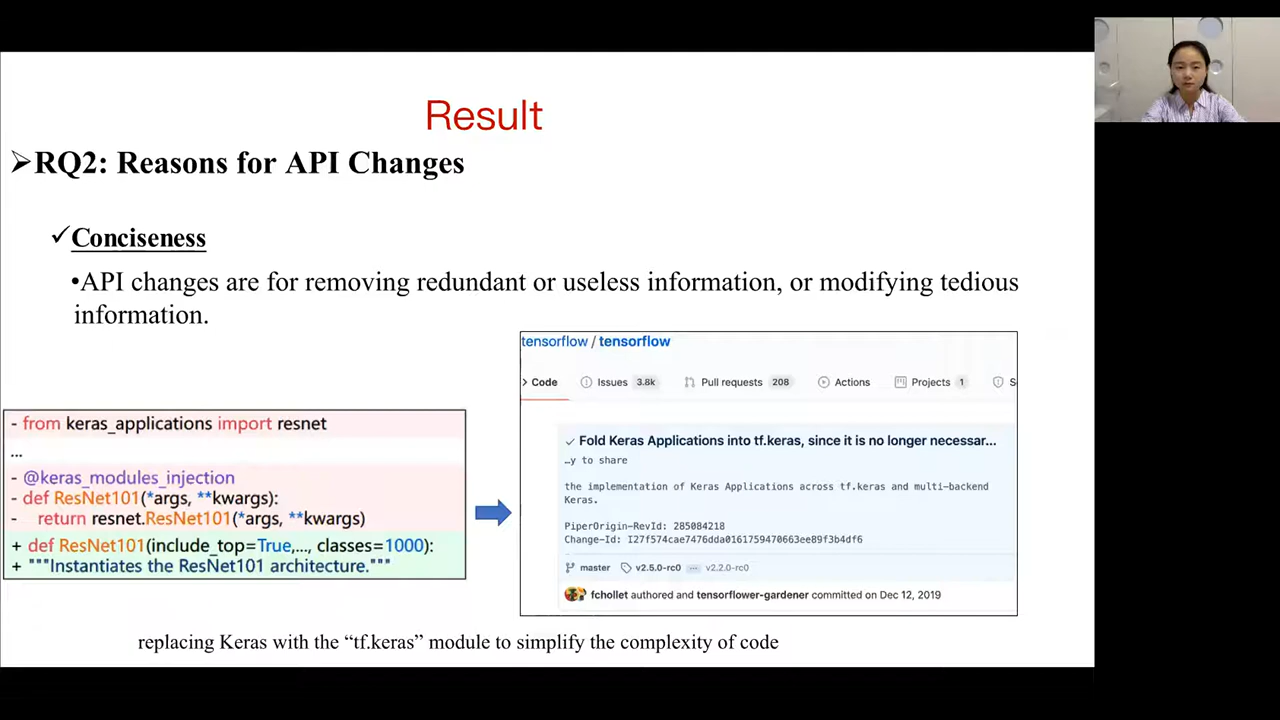 Result
➢RQ2: Reasons for API Changes
✓Conciseness
•API changes are for removing redundant or useless information, or modifying tedious
information.
- from keras_applications import resnet
...
- @keras_modules_injection
- def ResNet101(*args, **kwargs):
-   return resnet.ResNet101(*args, **kwargs)
+ def ResNet101(include_top=True,..., classes=1000):
+ """Instantiates the ResNet101 architecture."""
tensorflow / tensorflow
Code Issues 3.8k Pull requests 208 Actions Projects 1 S
Fold Keras Applications into tf.keras, since it is no longer necessar...
…y to share
the implementation of Keras Applications across tf.keras and multi-backend
Keras.
PiperOrigin-RevId: 285084218
Change-Id: I27f574cae7476dda0161759470663ee89f3b4df6
master v2.5.0-rc0 ... v2.2.0-rc0
fchollet authored and tensorflower-gardener committed on Dec 12, 2019
replacing Keras with the “tf.keras” module to simplify the complexity of code